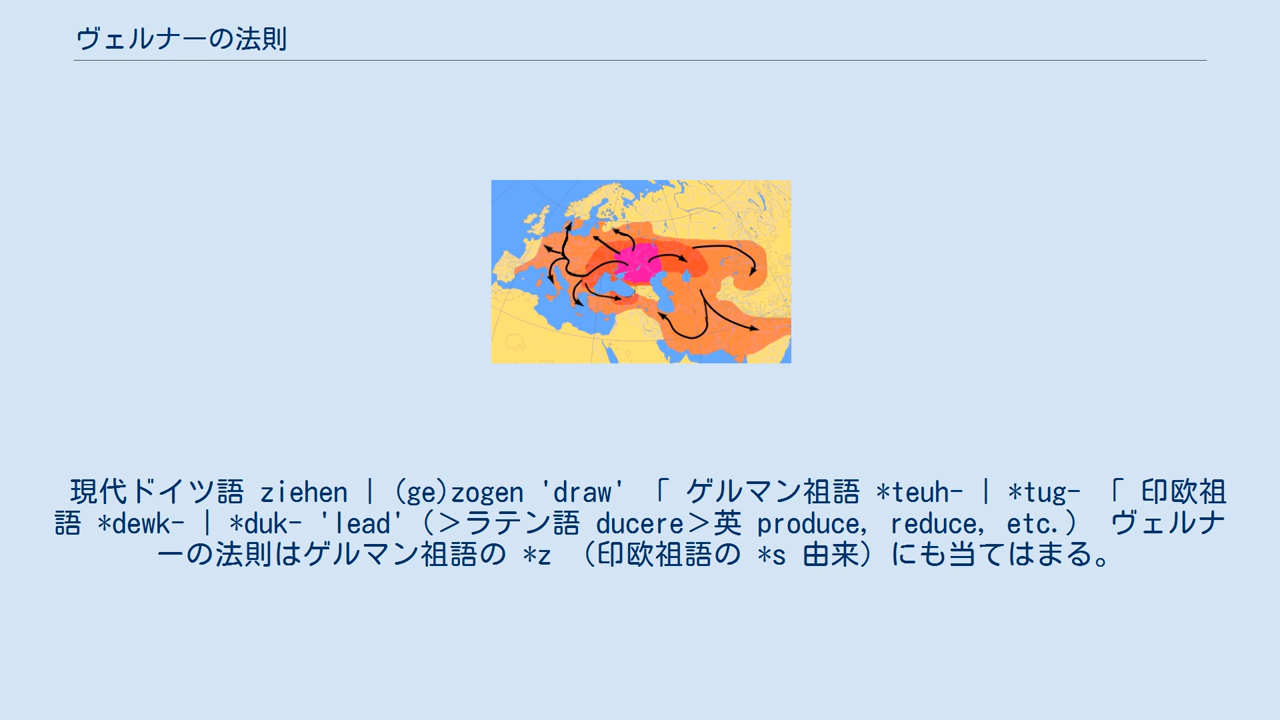 ヴェルナーの法則
現代ドイツ語 ziehen | (ge)zogen 'draw' 「 ゲルマン祖語 *teuh- | *tug- 「 印欧祖
語 *dewk- | *duk- 'lead'（＞ラテン語 ducere＞英 produce, reduce, etc.） ヴェルナ
ーの法則はゲルマン祖語の *z （印欧祖語の *s 由来）にも当てはまる。